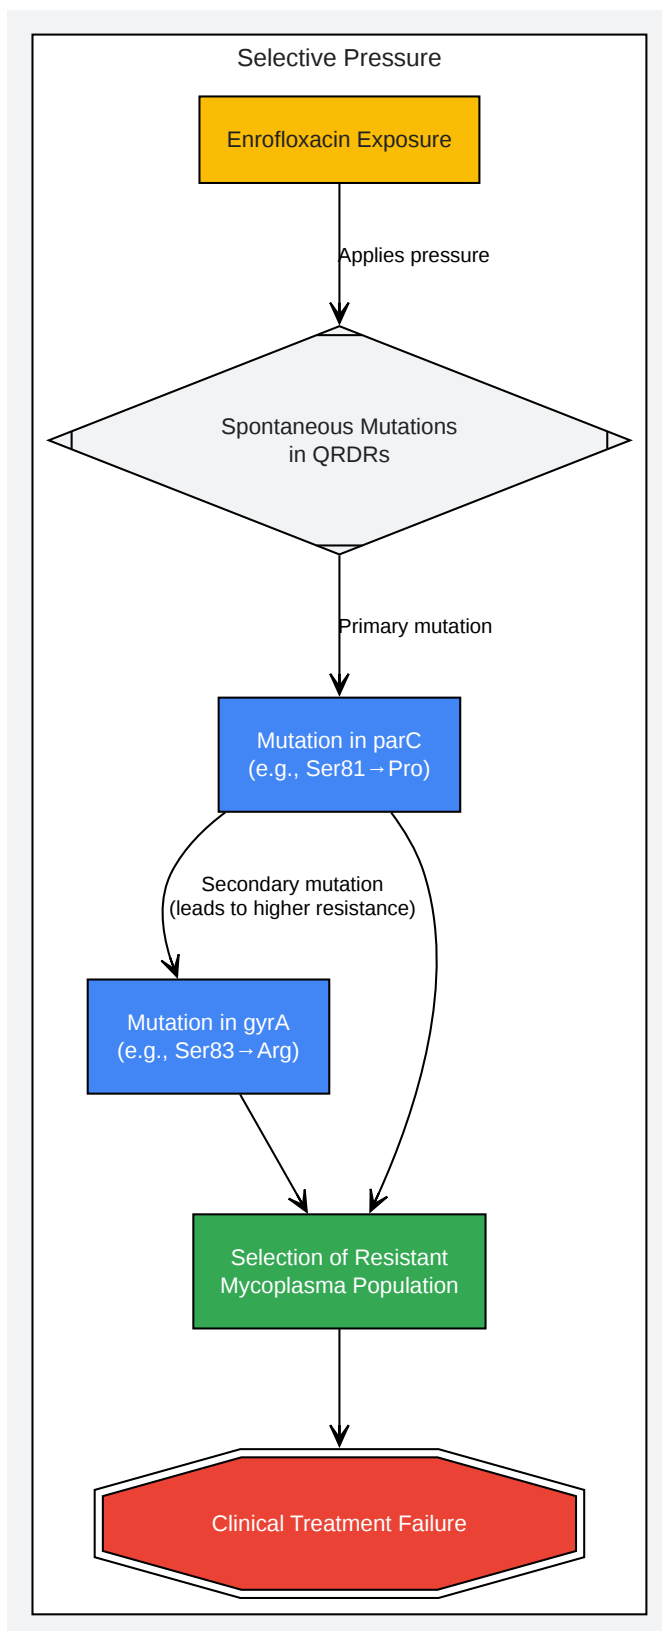 Selective Pressure
Enrofloxacin Exposure
Applies pressure
Spontaneous Mutations
in QRDRs
Primary mutation
Mutation in parC
(e.g., Ser81→Pro)
Secondary mutation
(leads to higher resistance)
Mutation in gyrA
(e.g., Ser83→Arg)
Selection of Resistant
Mycoplasma Population
Clinical Treatment Failure